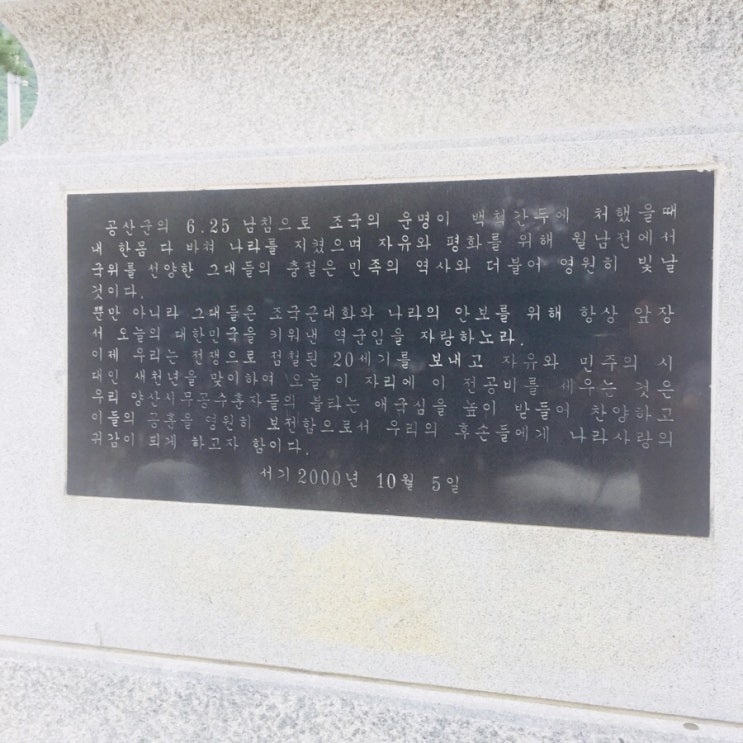 공산군의 6.25 남침으로 조국의 운명이 백척간두에 처했을때
내 한몸 다 바쳐 나라를 지켰으며 자유와 평화를 위해 월남전에서
국위를 선양한 그대들의 충절은 민족의 역사와 더불어 영원히 빛날
것이다.
뿐만 아니라 그대들은 조국근대화와 나라의 안보를 위해 항상 앞장
서 오늘의 대한민국을 키워낸 역군임을 자랑하노라.
이제 우리는 전쟁으로 점철된 20세기를 보내고 자유와 민주의 시
대인 새천년을 맞이하여 오늘 이 자리에 이 전공비를 세우는 것은
우리 양산시무공수훈자들의 불타는 애국심을 높이 받들어 찬양하고
이들의 공훈을 영원히 보전함으로서 우리의 후손들에게 나라사랑의
귀감이 되게 하고자 함이다.
서기 2000년 10월 5일